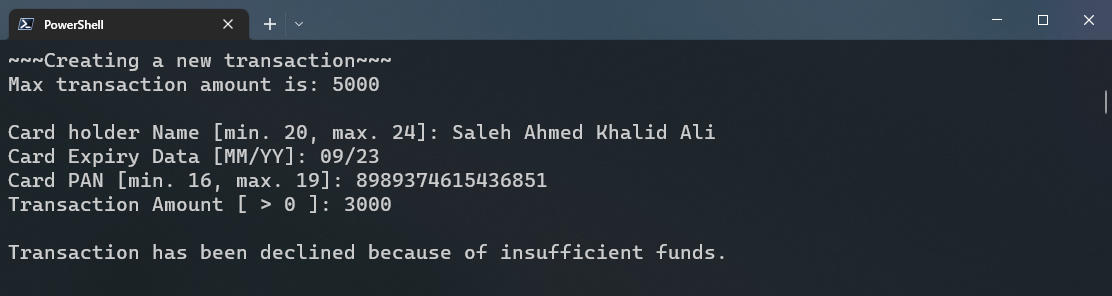 PowerShell
~~~Creating a new transaction~~~
Max transaction amount is: 5000
Card holder Name [min. 20, max. 24]: Saleh Ahmed Khalid Ali
Card Expiry Data [MM/YY]: 09/23
Card PAN [min. 16, max. 19]: 8989374615436851
Transaction Amount [ > 0 ]: 3000
Transaction has been declined because of insufficient funds.